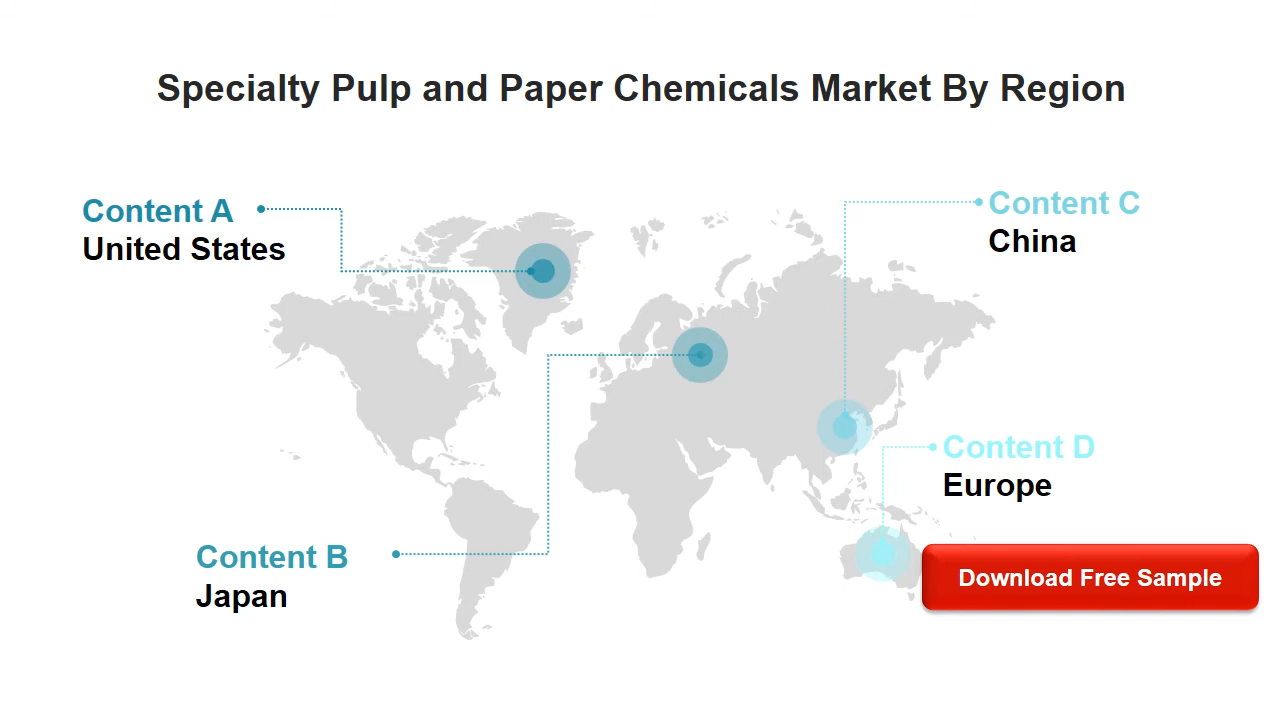 Specialty Pulp and Paper Chemicals Market By Region
Content A
United States
Content C
China
Content D
Europe
Content B
Japan
Download Free Sample